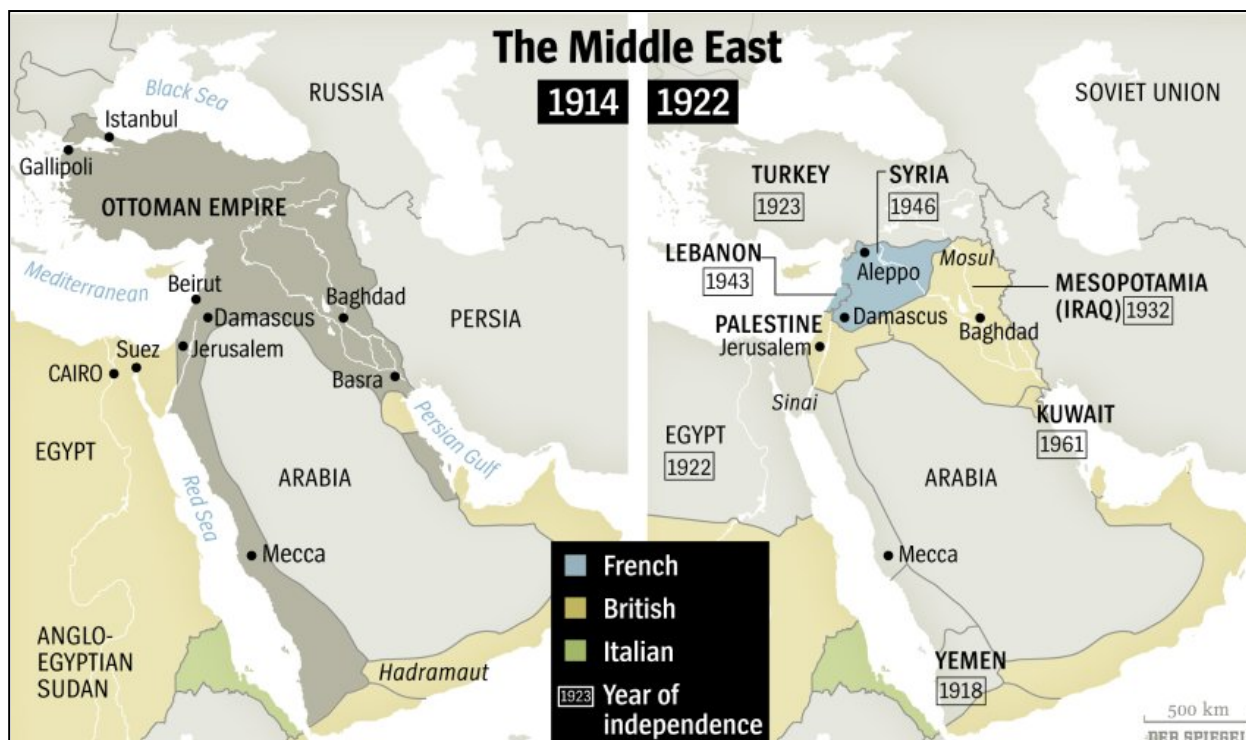 The Middle East
1914
1922
Black Sea
RUSSIA
Istanbul
Gallipoli
OTTOMAN EMPIRE
Mediterranean
Beirut
Damascus
Baghdad
PERSIA
Jerusalem
Suez
CAIRO
Basra
Persian Gulf
EGYPT
ARABIA
Red Sea
Mecca
ANGLO-
EGYPTIAN
SUDAN
Hadramaut
French
British
Italian
1923 Year of
independence
SOVIET UNION
TURKEY
1923
SYRIA
1946
LEBANON
1943
Aleppo
Mosul
MESOPOTAMIA
(IRAQ) 1932
Damascus
Baghdad
PALESTINE
Jerusalem
Sinai
KUWAIT
1961
EGYPT
1922
ARABIA
Mecca
YEMEN
1918
500 km
DER SPIEGEL